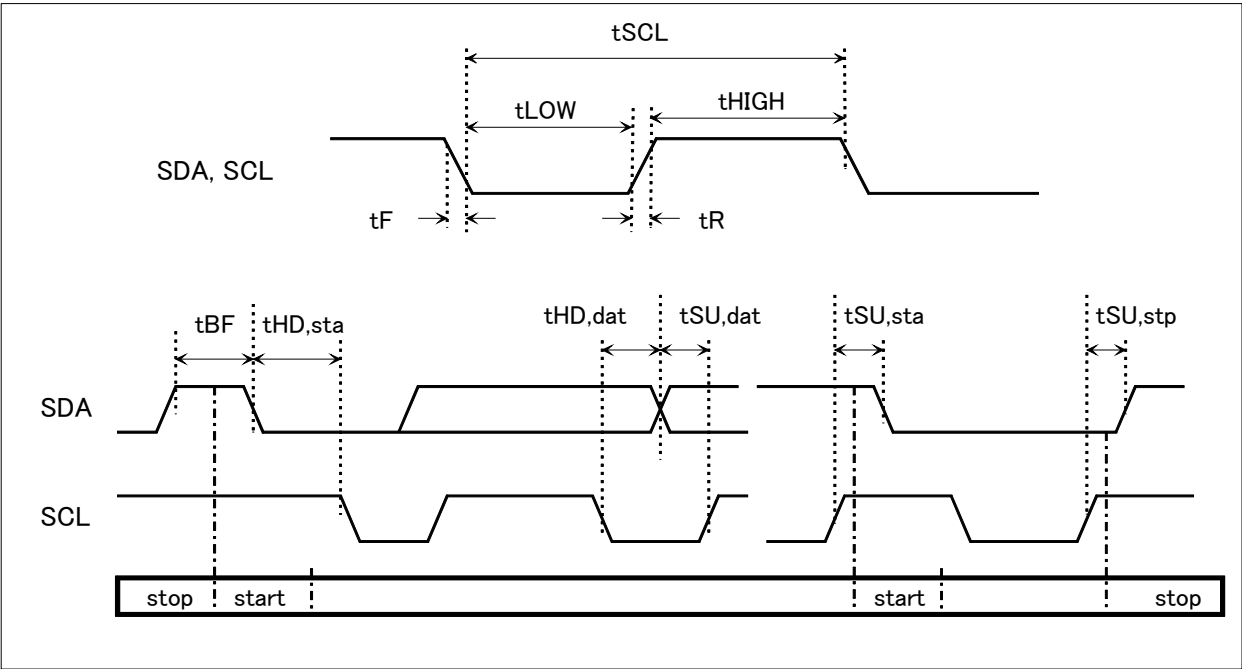 tSCL
tLOW
tHIGH
SDA, SCL
tF
tR
tBF
tHD,sta
tHD,dat
tSU,dat
tSU,sta
tSU,stp
SDA
SCL
stop
start
start
stop